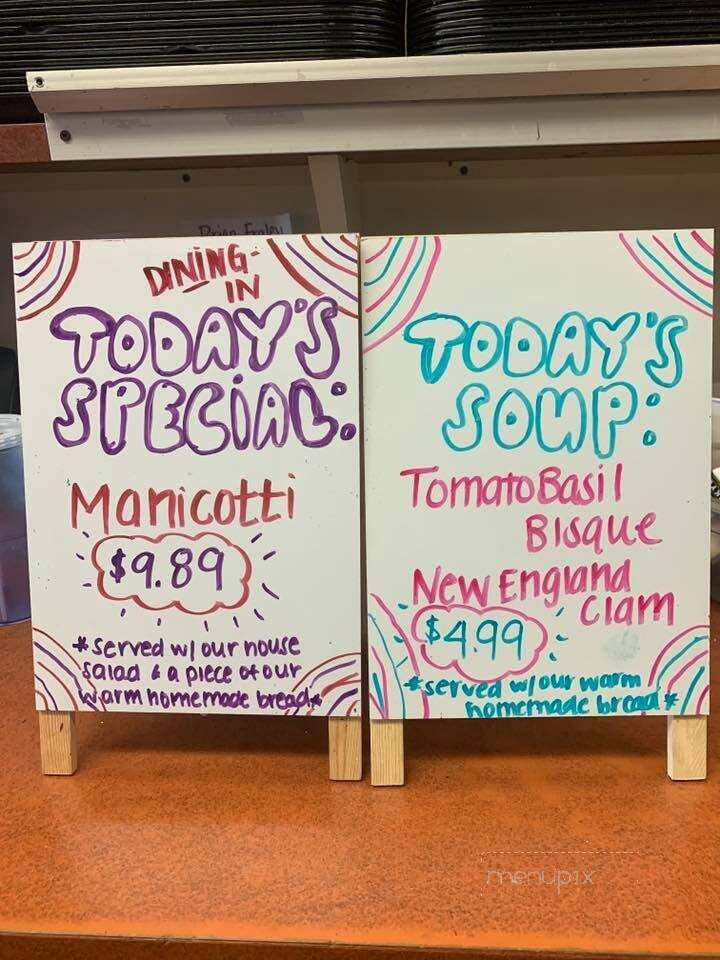 DINING-
IN
TODAY'S
SPECIAL:
Manicotti
$9.89
*served w/ our house
salad & a piece of our
warm homemade bread*
TODAY'S
SOUP:
Tomato Basil
Bisque
New England
Clam
$4.99
*served w/ our warm
homemade bread*
menupix